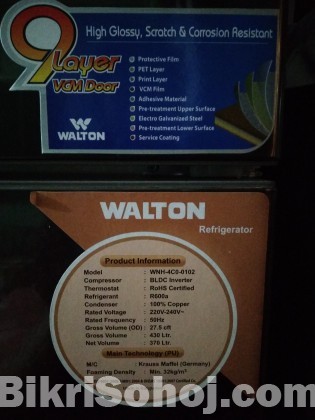 High Glossy, Scratch & Corrosion Resistant
9 Layer
VCM Door
Protective Film
PET Layer
Print Layer
VCM Film
Adhesive Material
Pre-treatment Upper Surface
Electro Galvanized Steel
Pre-treatment Lower Surface
Service Coating
WALTON
WALTON
Refrigerator
Product Information
Model : WNH-4C0-0102
Compressor : BLDC Inverter
Thermostat : RoHS Certified
Refrigerant : R600a
Condenser : 100% Copper
Rated Voltage : 220V-240V~
Rated Frequency : 50Hz
Gross Volume (OD) : 27.5 cft
Gross Volume : 430 Ltr.
Net Volume : 370 Ltr.
Main Technology (PU)
M/C : Krauss Maffei (Germany)
Foaming Density : Min. 32kg/m³
BikriSohoj.com